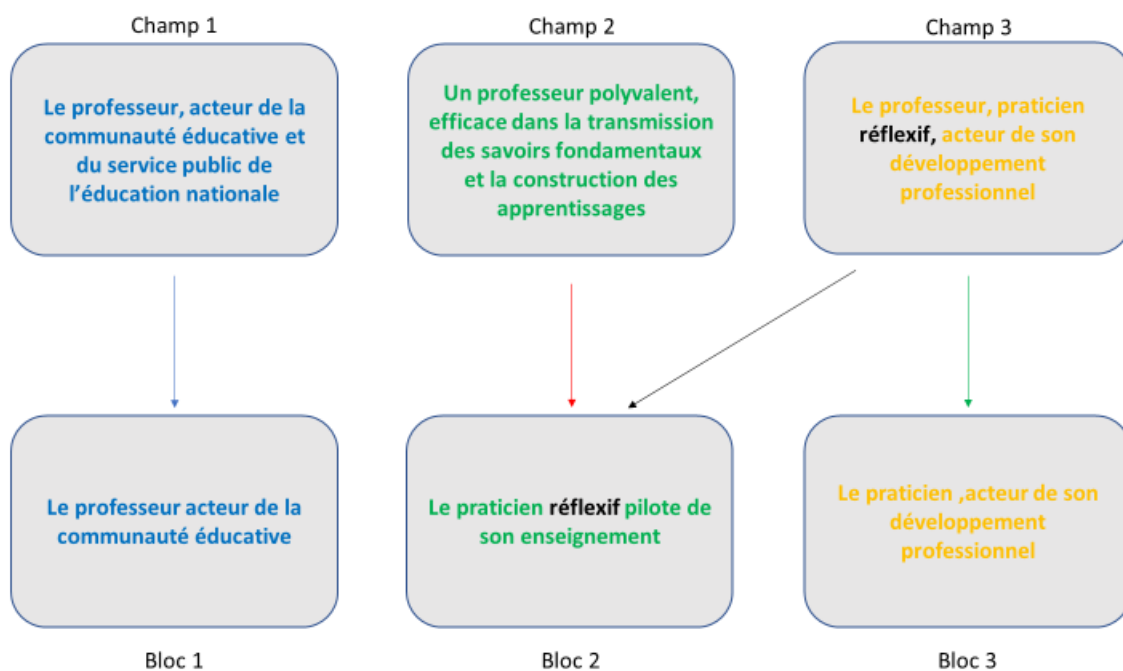 Champ 1
Champ 2
Champ 3
Le professeur, acteur de la
communauté éducative et
du service public de
l’éducation nationale
Un professeur polyvalent,
efficace dans la transmission
des savoirs fondamentaux
et la construction des
apprentissages
Le professeur, praticien
réflexif, acteur de son
développement
professionnel
Le professeur acteur de la
communauté éducative
Le praticien réflexif pilote de
son enseignement
Le praticien ,acteur de son
développement
professionnel
Bloc 1
Bloc 2
Bloc 3